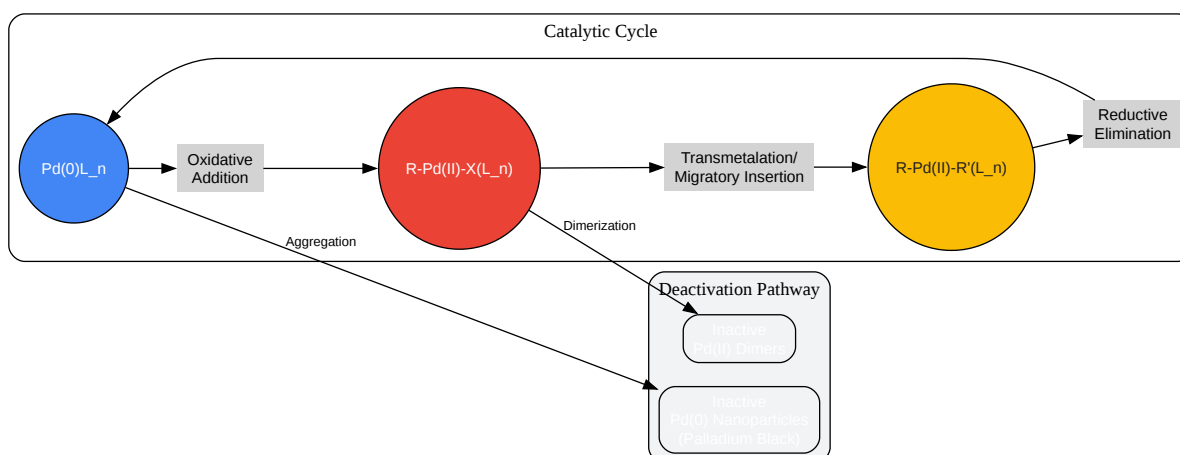 Catalytic Cycle
Pd(0)L_n
Oxidative
Addition
R-Pd(II)-X(L_n)
Transmetalation/
Migratory Insertion
R-Pd(II)-R'(L_n)
Reductive
Elimination
Aggregation
Dimerization
Deactivation Pathway
Inactive
Pd(II) Dimers
Inactive
Pd(0) Nanoparticles
(Palladium Black)